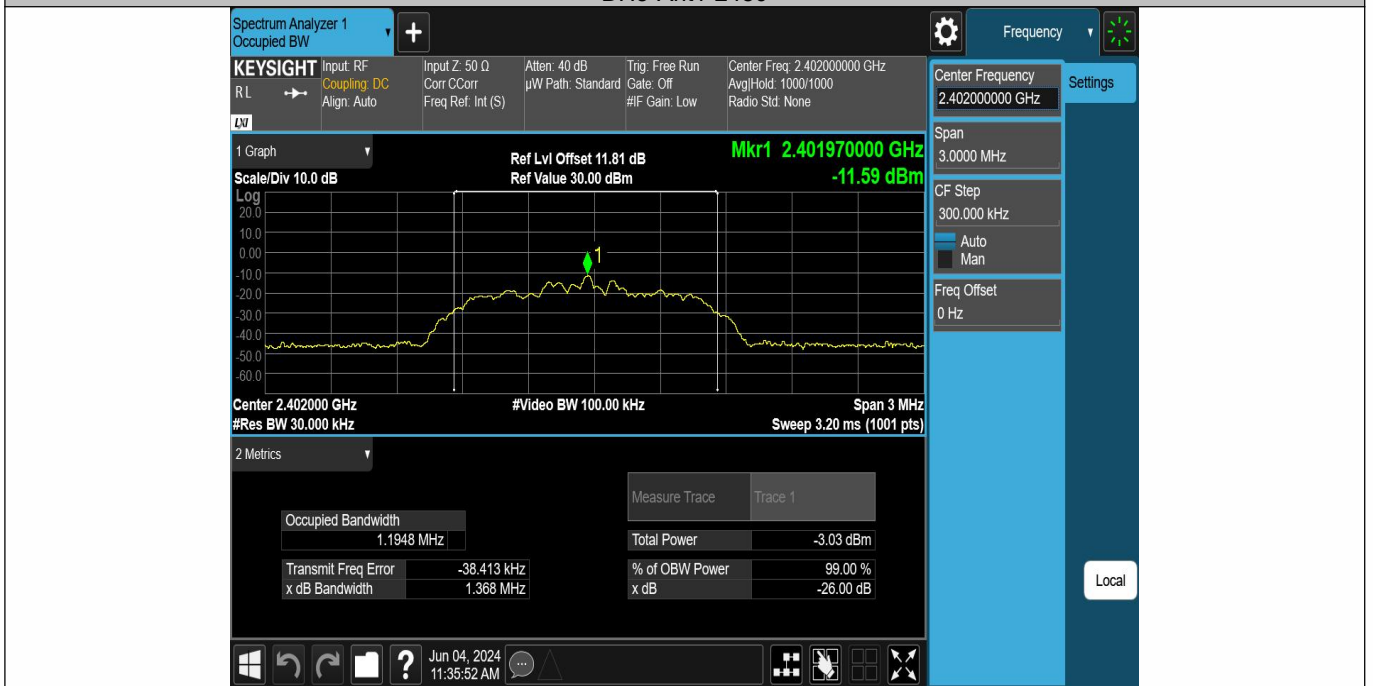 Spectrum Analyzer 1
Occupied BW
Frequency
KEYSIGHT Input: RF Input Z: 50 Ω Atten: 40 dB Trig: Free Run Center Freq: 2.402000000 GHz
R L Coupling: DC Corr CCorr µW Path: Standard Gate: Off Avg|Hold: 1000/1000
Align: Auto Freq Ref: Int (S) #IF Gain: Low Radio Std: None
LXI
Center Frequency
2.402000000 GHz
Settings
Span
3.0000 MHz
CF Step
300.000 kHz
Auto
Man
Freq Offset
0 Hz
Local
1 Graph
Ref Lvl Offset 11.81 dB
Mkr1 2.401970000 GHz
Scale/Div 10.0 dB
Ref Value 30.00 dBm
-11.59 dBm
Log
20.0
10.0
0.00
-10.0
-20.0
-30.0
-40.0
-50.0
-60.0
1
Center 2.402000 GHz #Video BW 100.00 kHz Span 3 MHz
#Res BW 30.000 kHz Sweep 3.20 ms (1001 pts)
2 Metrics
Measure Trace Trace 1
Occupied Bandwidth
1.1948 MHz
Total Power -3.03 dBm
Transmit Freq Error -38.413 kHz % of OBW Power 99.00 %
x dB Bandwidth 1.368 MHz x dB -26.00 dB
? Jun 04, 2024
11:35:52 AM